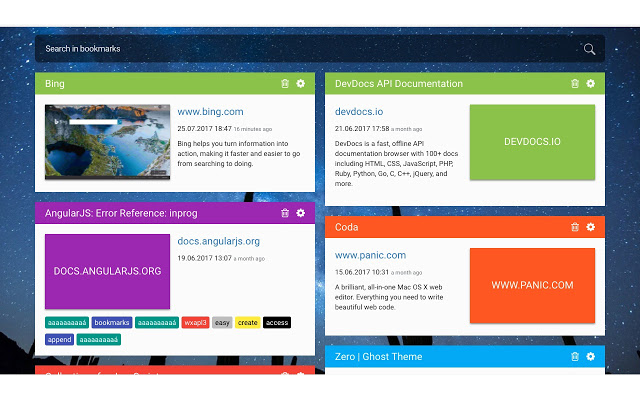 Search in bookmarks
Bing
www.bing.com
25.07.2017 18:47 16 minutes ago
Bing helps you turn information into
action, making it faster and easier to go
from searching to doing.
AngularJS: Error Reference: inprog
DOCS.ANGULARJS.ORG
docs.angularjs.org
19.06.2017 13:07 a month ago
aaaaaaaaaá bookmarks aaaaaaaaaá wxapl3 easy create access
append aaaaaaaaaá
DevDocs API Documentation
devdocs.io
21.06.2017 17:58 a month ago
DevDocs is a fast, offline API
documentation browser with 100+ docs
including HTML, CSS, JavaScript, PHP,
Ruby, Python, Go, C, C++, jQuery, and
more.
DEVDOCS.IO
Coda
www.panic.com
15.06.2017 10:31 a month ago
A brilliant, all-in-one Mac OS X web
editor. Everything you need to write
beautiful web code.
WWW.PANIC.COM
Zero | Ghost Theme